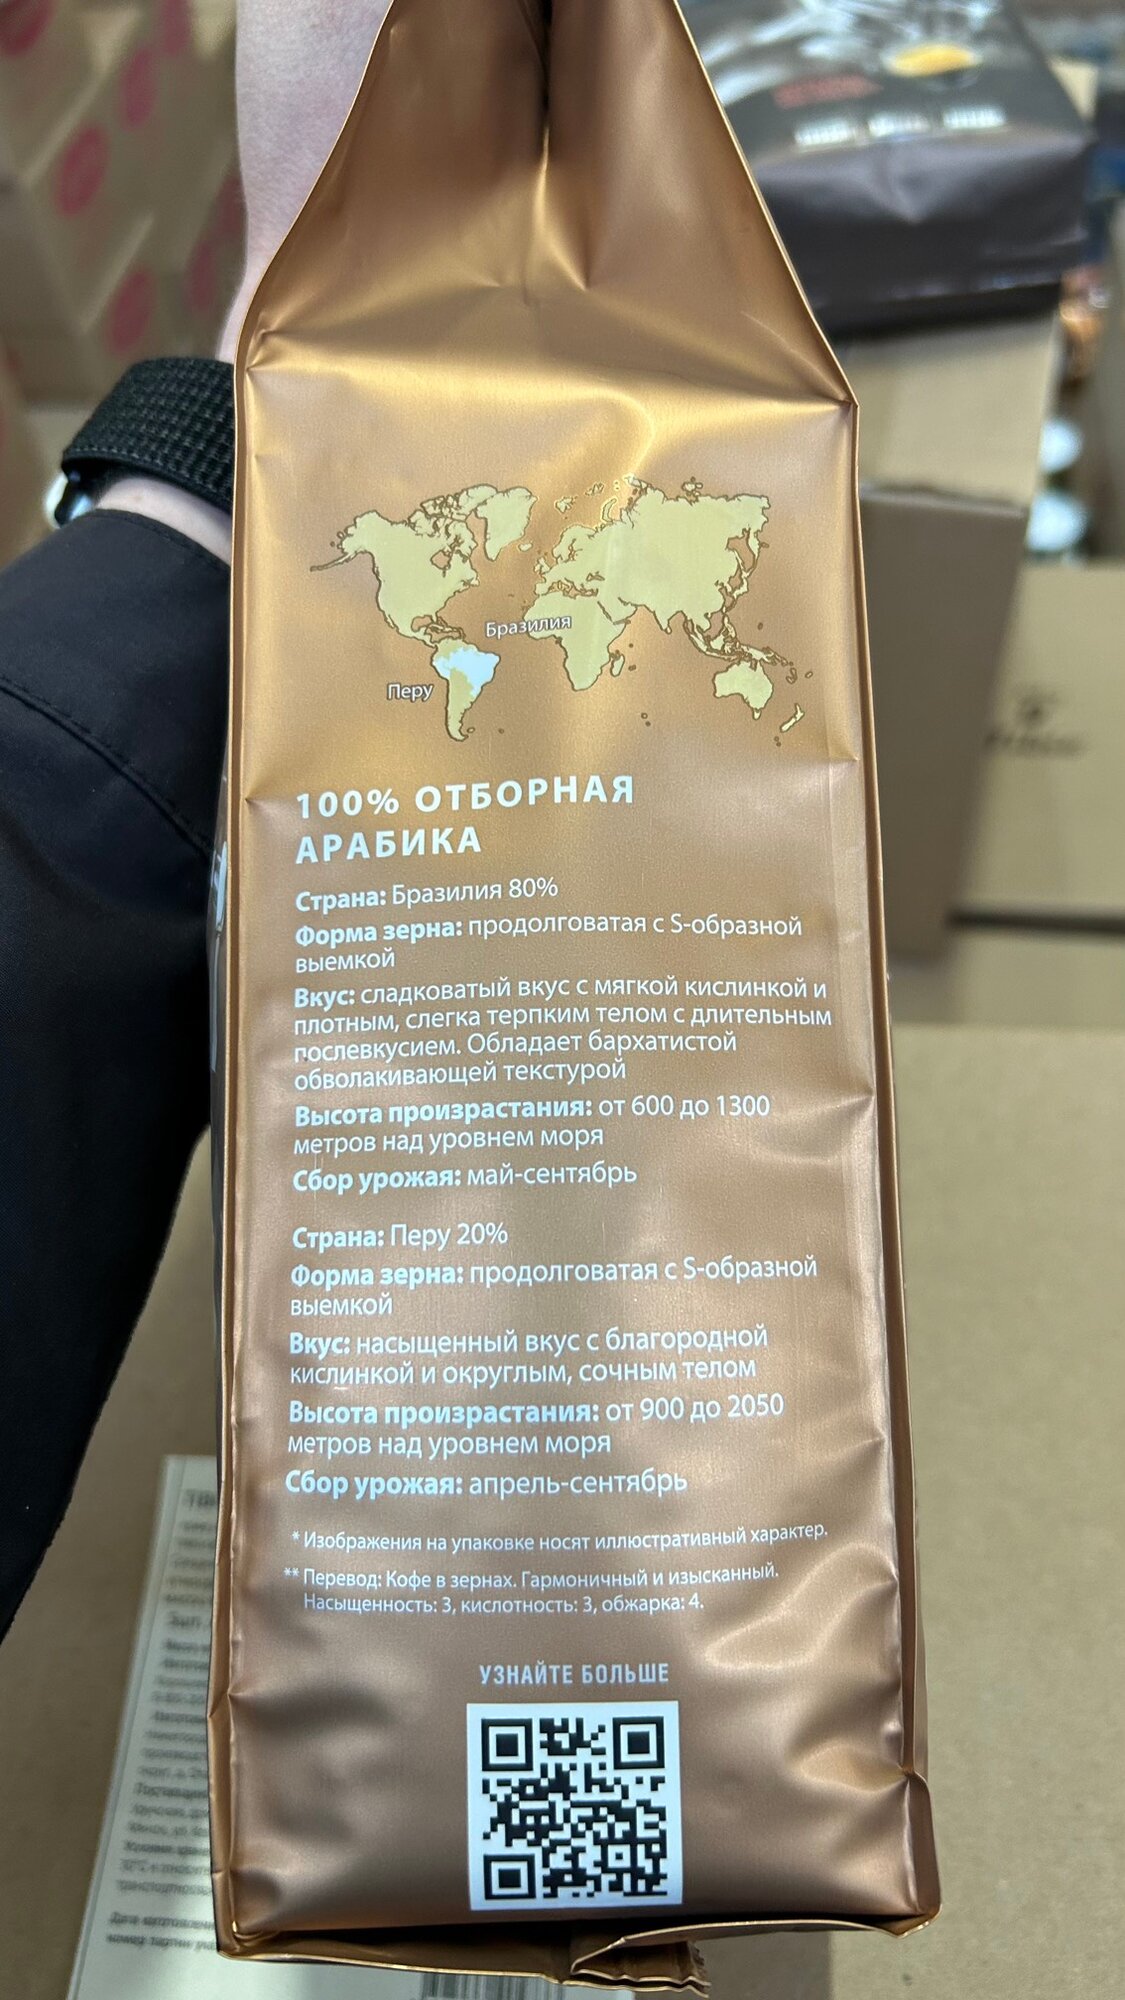 Бразилия
Перу
100% ОТБОРНАЯ
АРАБИКА
Страна: Бразилия 80%
Форма зерна: продолговатая с S-образной
выемкой
Вкус: сладковатый вкус с мягкой кислинкой и
плотным, слегка терпким телом с длительным
послевкусием. Обладает бархатистой
обволакивающей текстурой
Высота произрастания: от 600 до 1300
метров над уровнем моря
Сбор урожая: май-сентябрь
Страна: Перу 20%
Форма зерна: продолговатая с S-образной
выемкой
Вкус: насыщенный вкус с благородной
кислинкой и округлым, сочным телом
Высота произрастания: от 900 до 2050
метров над уровнем моря
Сбор урожая: апрель-сентябрь
* Изображения на упаковке носят иллюстративный характер.
** Перевод: Кофе в зернах. Гармоничный и изысканный.
Насыщенность: 3, кислотность: 3, обжарка: 4.
УЗНАЙТЕ БОЛЬШЕ